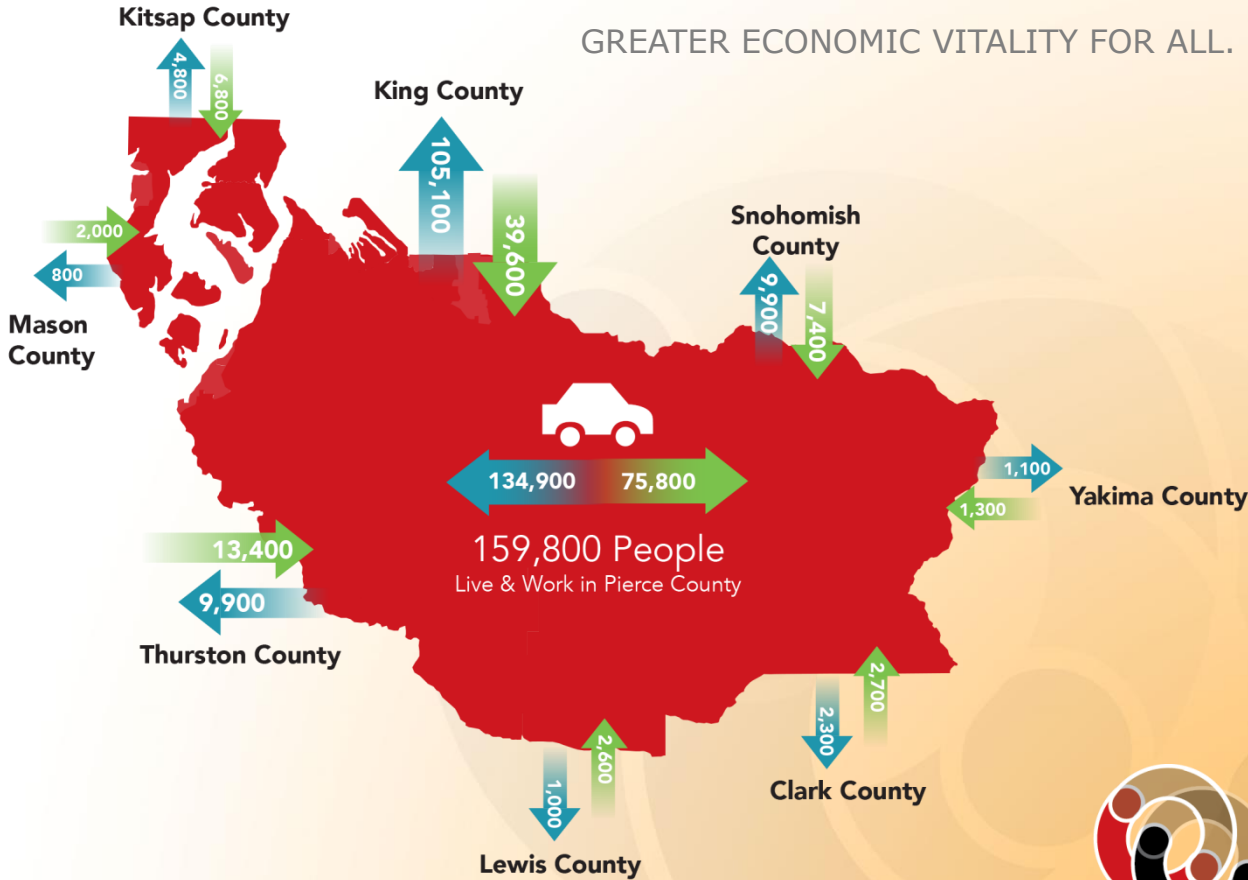 Kitsap County
GREATER ECONOMIC VITALITY FOR ALL.
4,800
6,800
King County
105,100
39,600
Snohomish
County
9,900
7,400
2,000
800
Mason
County
134,900
75,800
1,100
Yakima County
1,300
159,800 People
Live & Work in Pierce County
13,400
9,900
Thurston County
2,700
2,300
Clark County
2,600
1,000
Lewis County